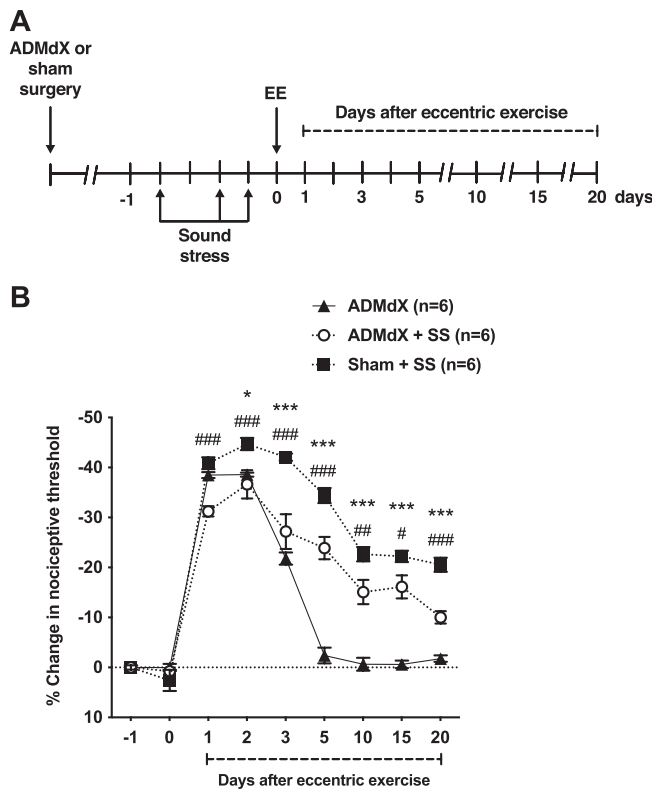 A
ADMdX or
sham
surgery
EE
Days after eccentric exercise
-1 0 1 3 5 10 15 20 days
Sound
stress
B
ADMdX (n=6)
ADMdX + SS (n=6)
Sham + SS (n=6)
% Change in nociceptive threshold
-50
-40
-30
-20
-10
0
10
### * ### *** ### *** ### *** ## *** # *** ###
-1 0 1 2 3 5 10 15 20
Days after eccentric exercise